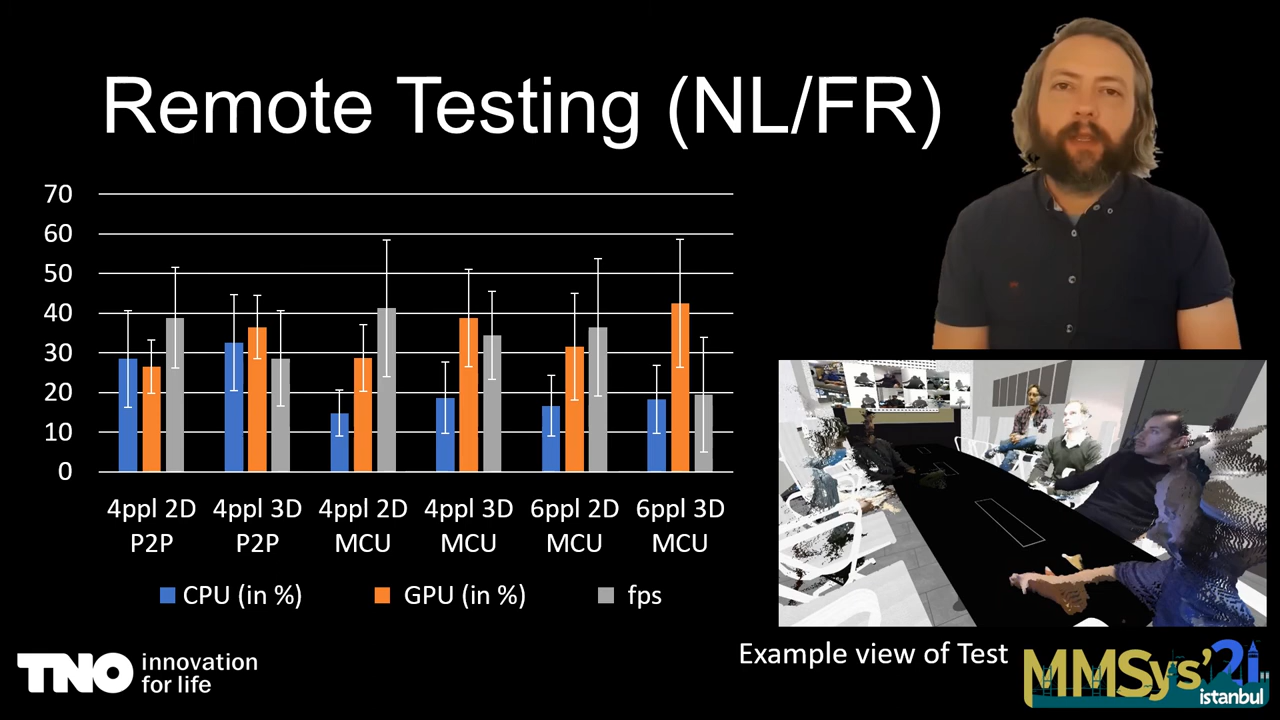 Remote Testing (NL/FR)
70
60
50
40
30
20
10
0
4ppl 2D P2P
4ppl 3D P2P
4ppl 2D MCU
4ppl 3D MCU
6ppl 2D MCU
6ppl 3D MCU
CPU (in %)
GPU (in %)
fps
Example view of Test
TNO innovation for life
MMSys'21
istanbul